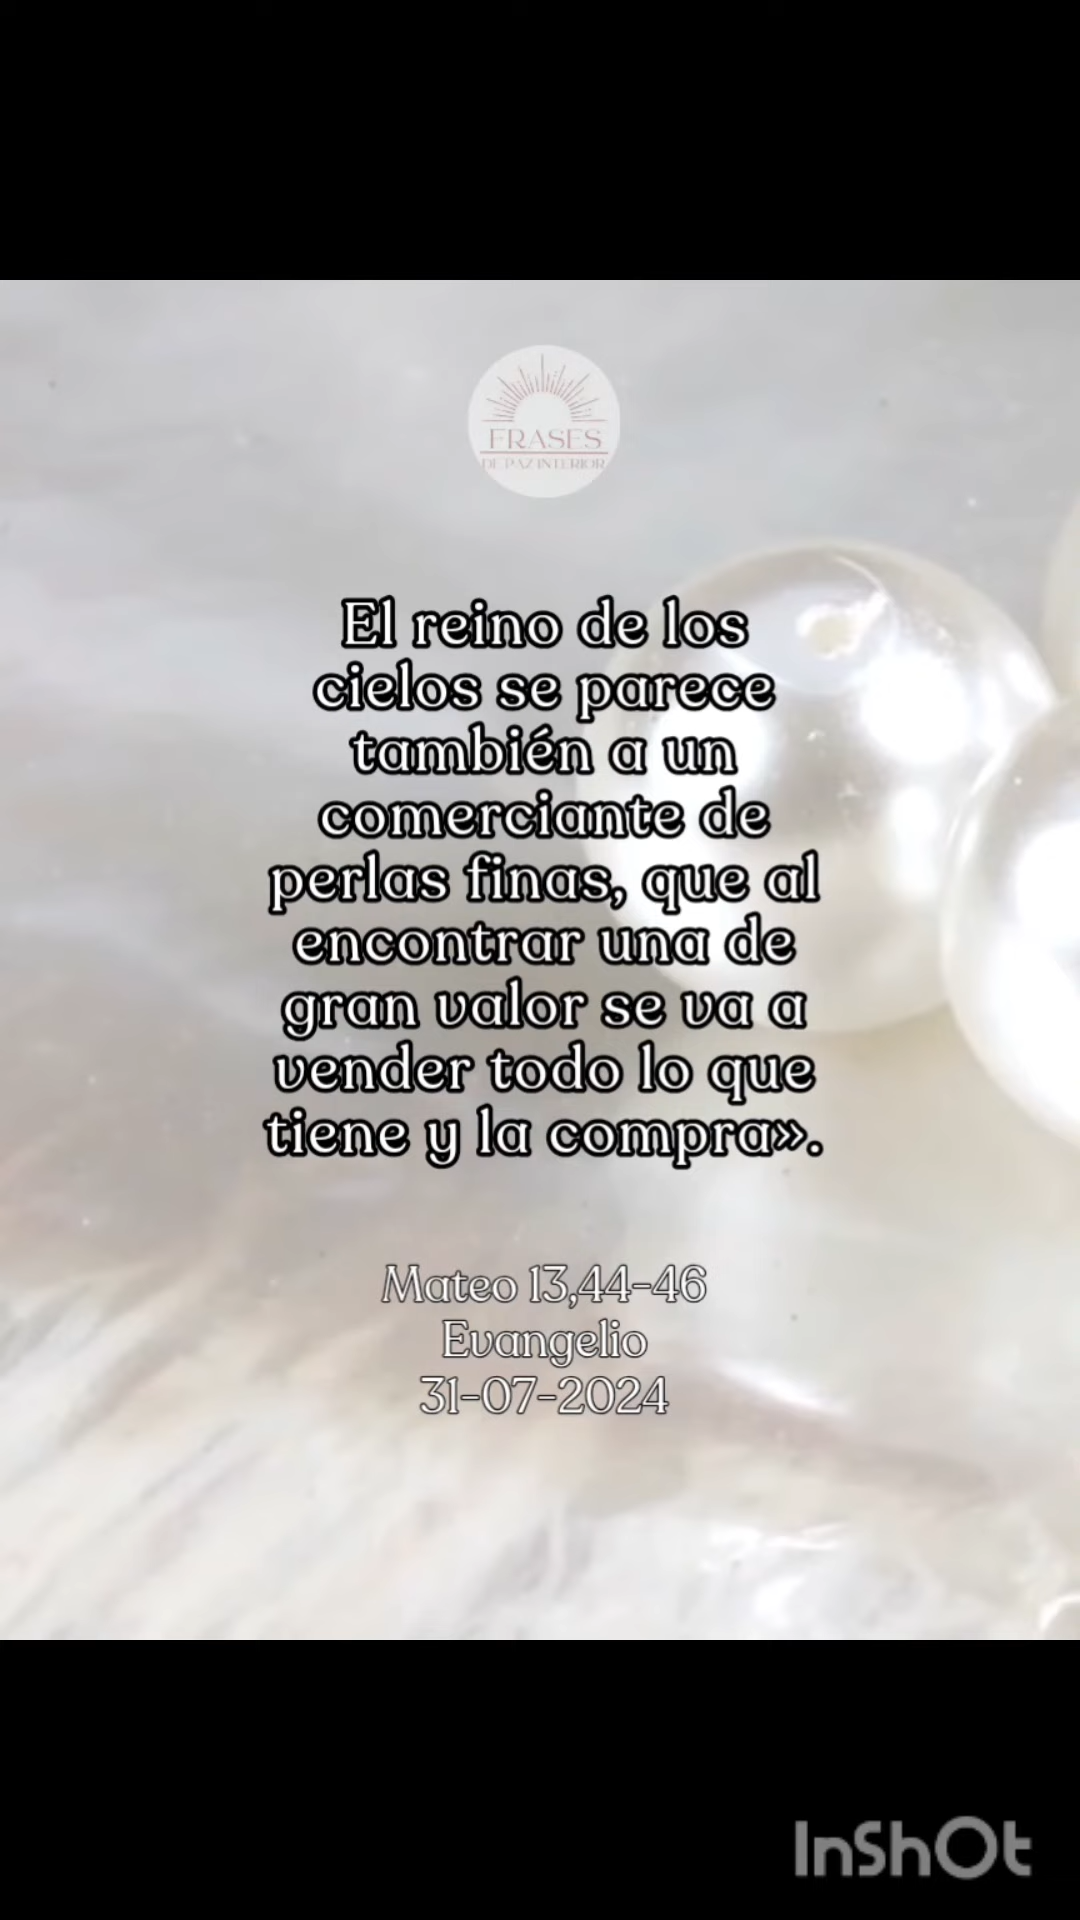 FRASES
DE PAZ INTERIOR
El reino de los
cielos se parece
también a un
comerciante de
perlas finas, que al
encontrar una de
gran valor se va a
vender todo lo que
tiene y la compra».
Mateo 13,44-46
Evangelio
31-07-2024
InShOt